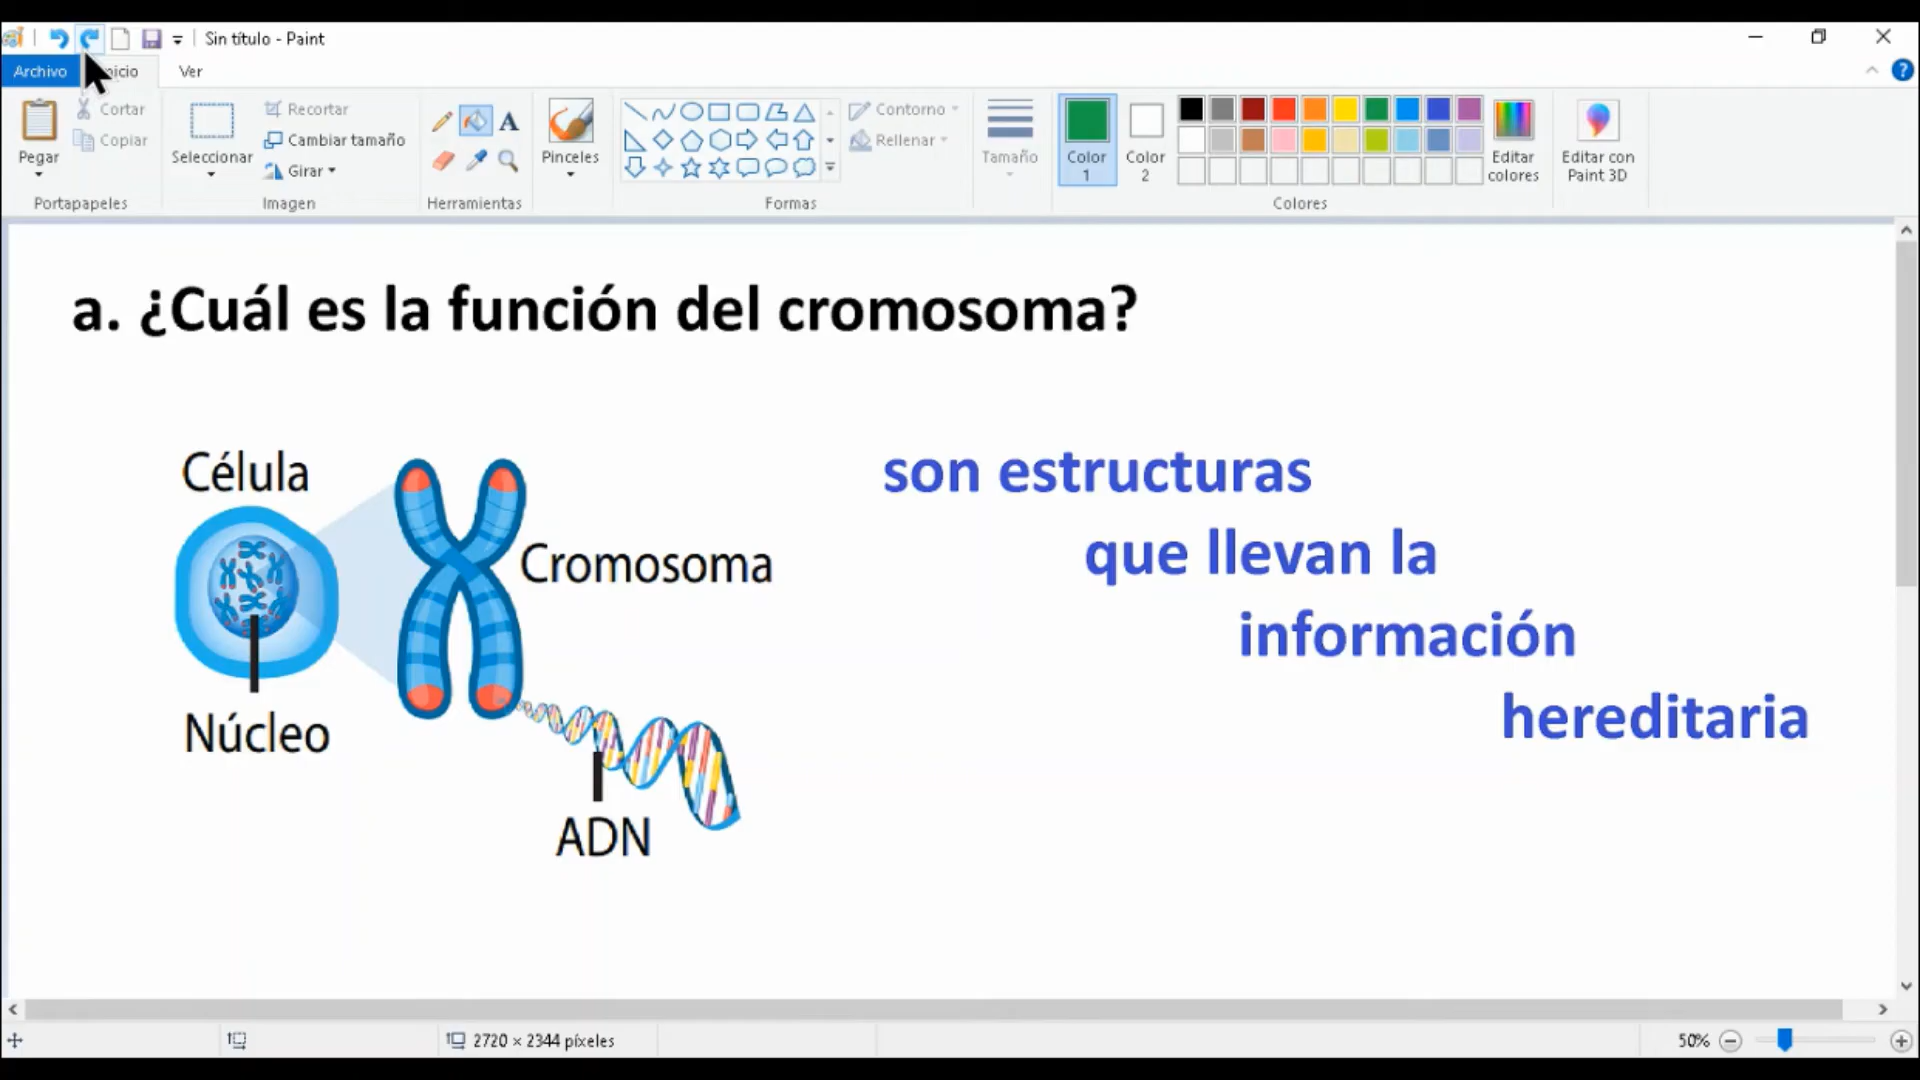 Sin título - Paint
Archivo
Ver
Pegar
Cortar
Copiar
Portapapeles
Seleccionar
Recortar
Cambiar tamaño
Girar
Imagen
Herramientas
Pinceles
Contorno
Rellenar
Formas
Tamaño
Color
1
Color
2
Editar
colores
Editar con
Paint 3D
Colores
a. ¿Cuál es la función del cromosoma?
Célula
Cromosoma
Núcleo
ADN
son estructuras
que llevan la
información
hereditaria
2720 × 2344 píxeles
50%